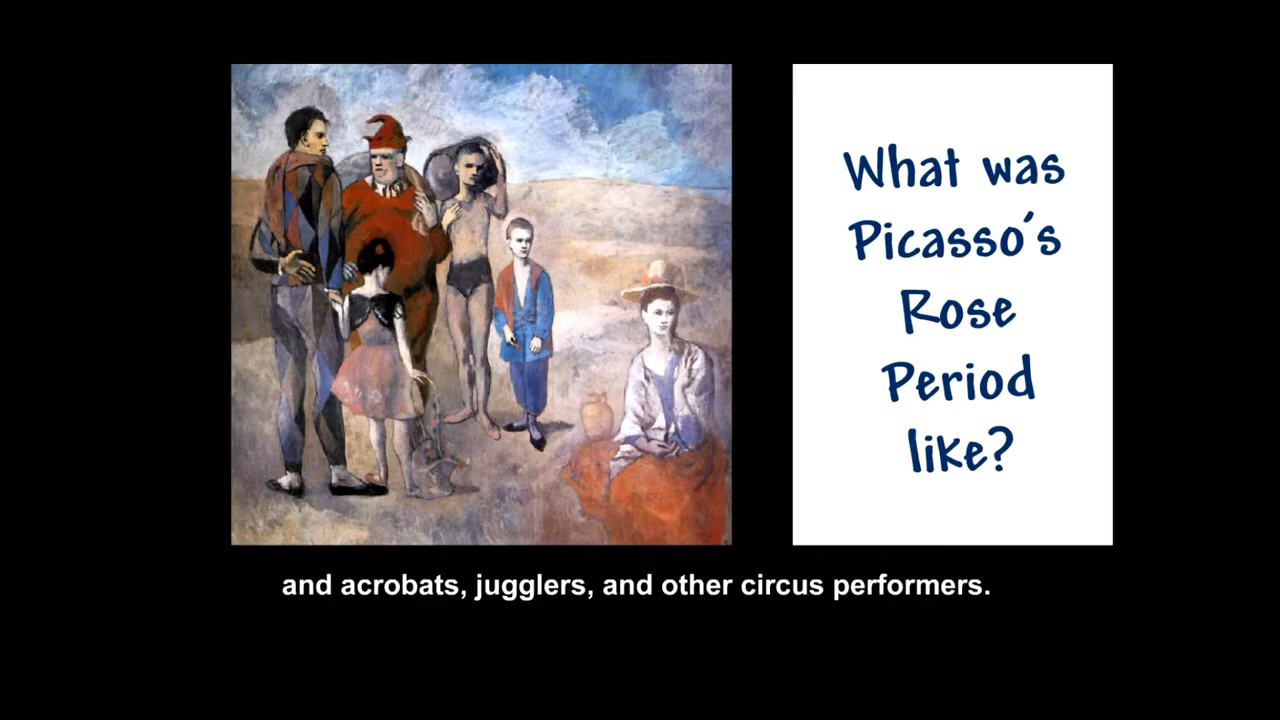 What was
Picasso's
Rose
Period
like?
and acrobats, jugglers, and other circus performers.